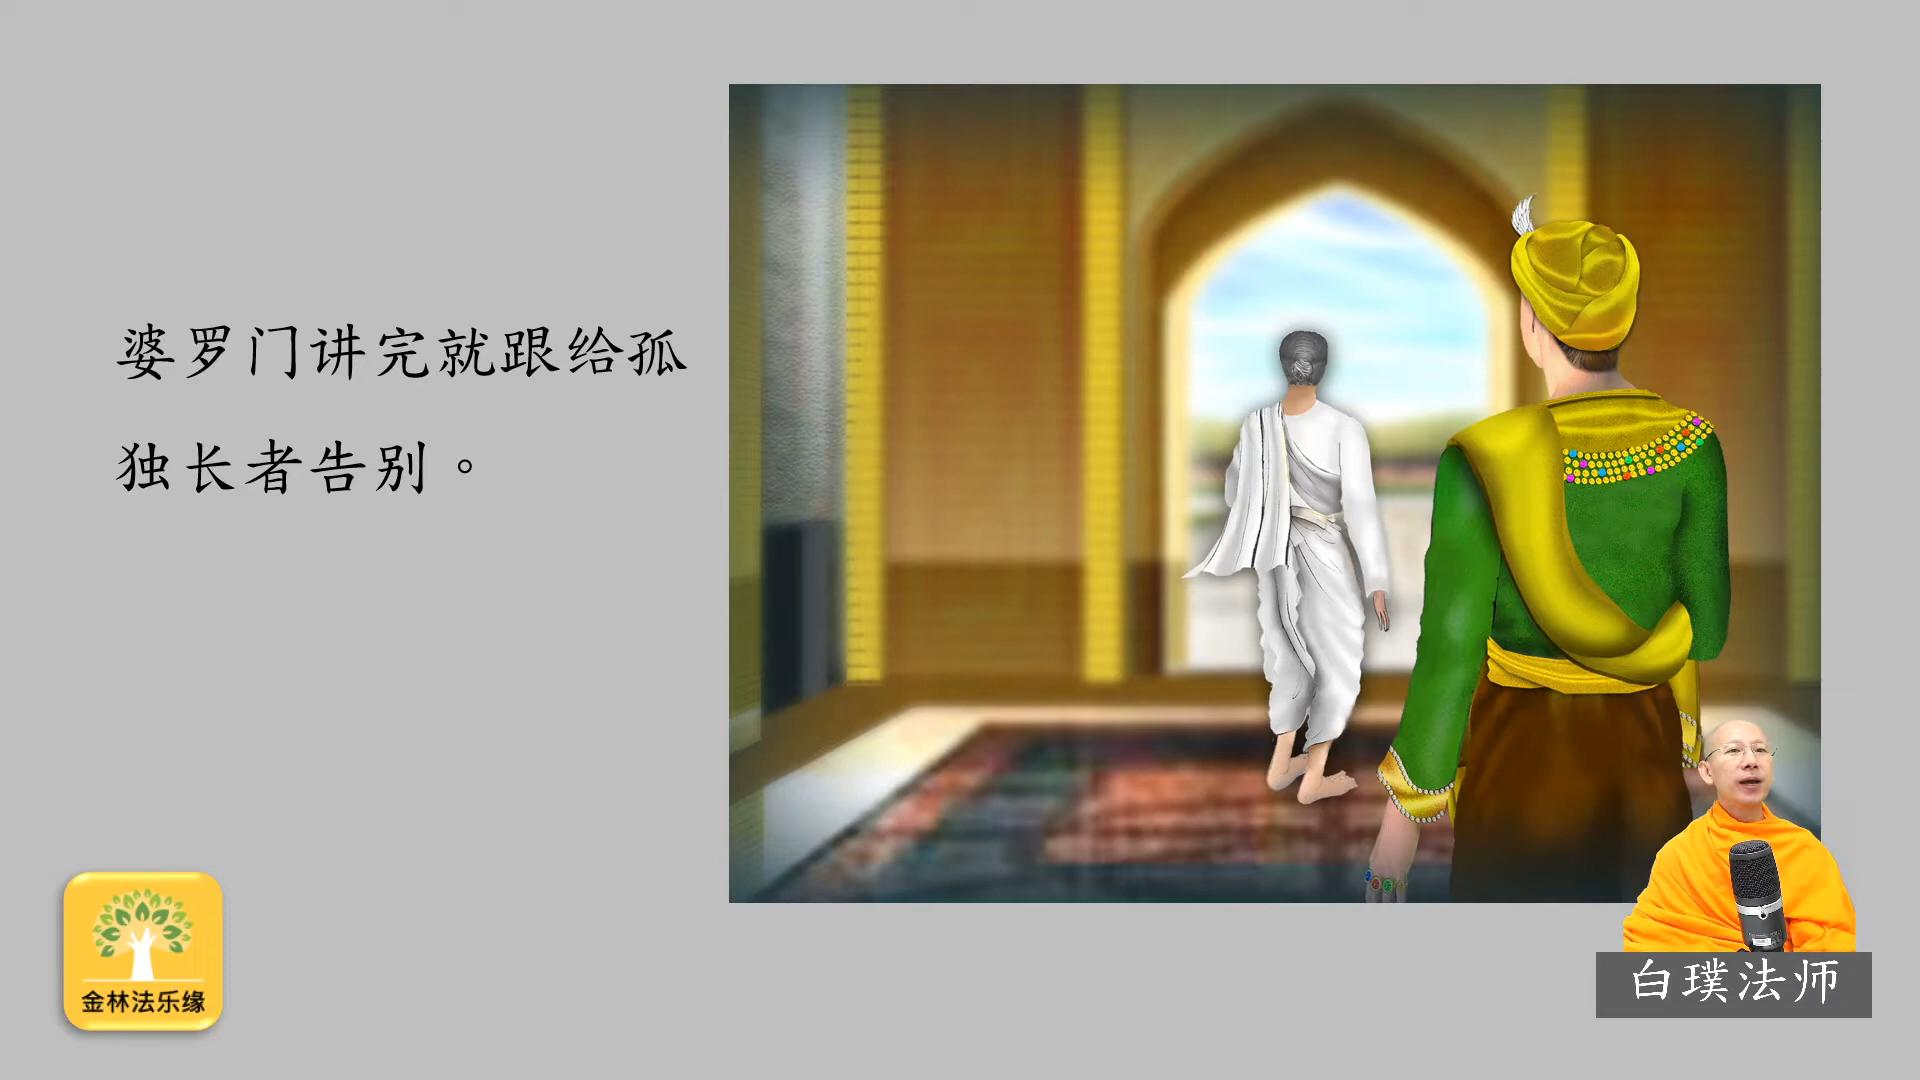 婆罗门讲完就跟给孤
独长者告别。
金林法乐缘
白璞法师